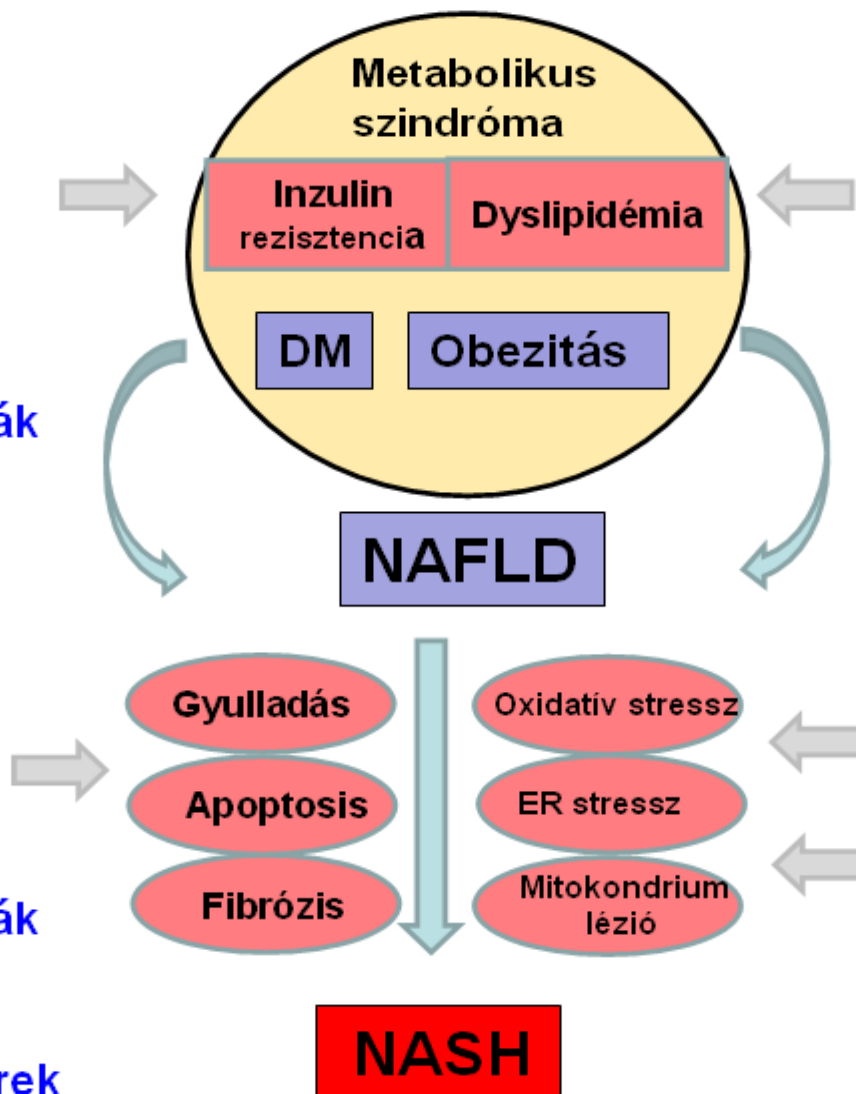 Metabolikus
szindróma
Inzulin
rezisztencia
Dyslipidémia
DM
Obezitás
NAFLD
Gyulladás
Oxidatív stressz
Apoptosis
ER stressz
Fibrózis
Mitokondrium
lézió
NASH